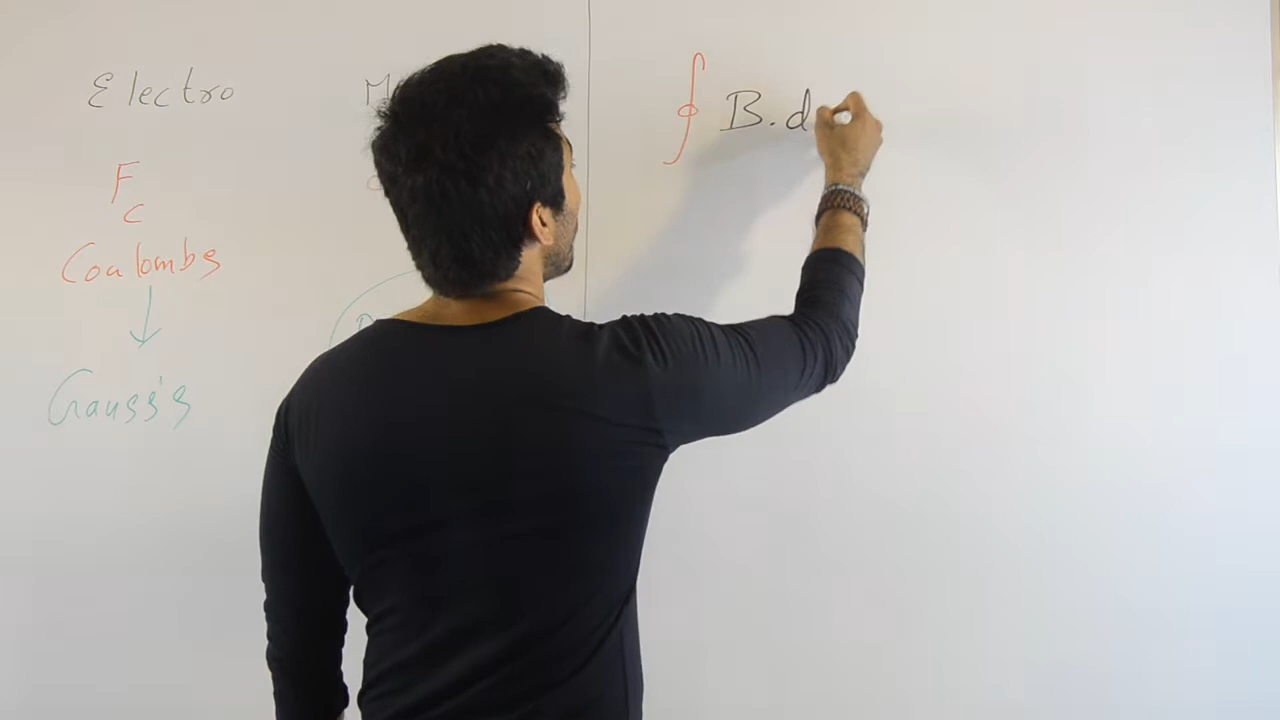 Electro
F
C
Coulombs
Gauss's
∮ B. d